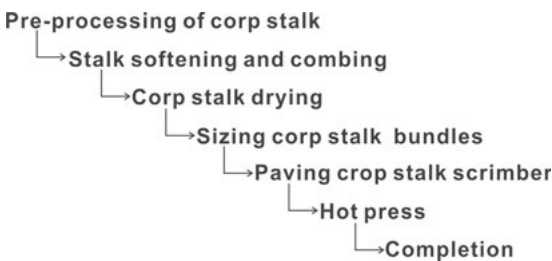 Pre-processing of corp stalk
Stalk softening and combing
Corp stalk drying
Sizing corp stalk bundles
Paving crop stalk scrimber
Hot press
Completion